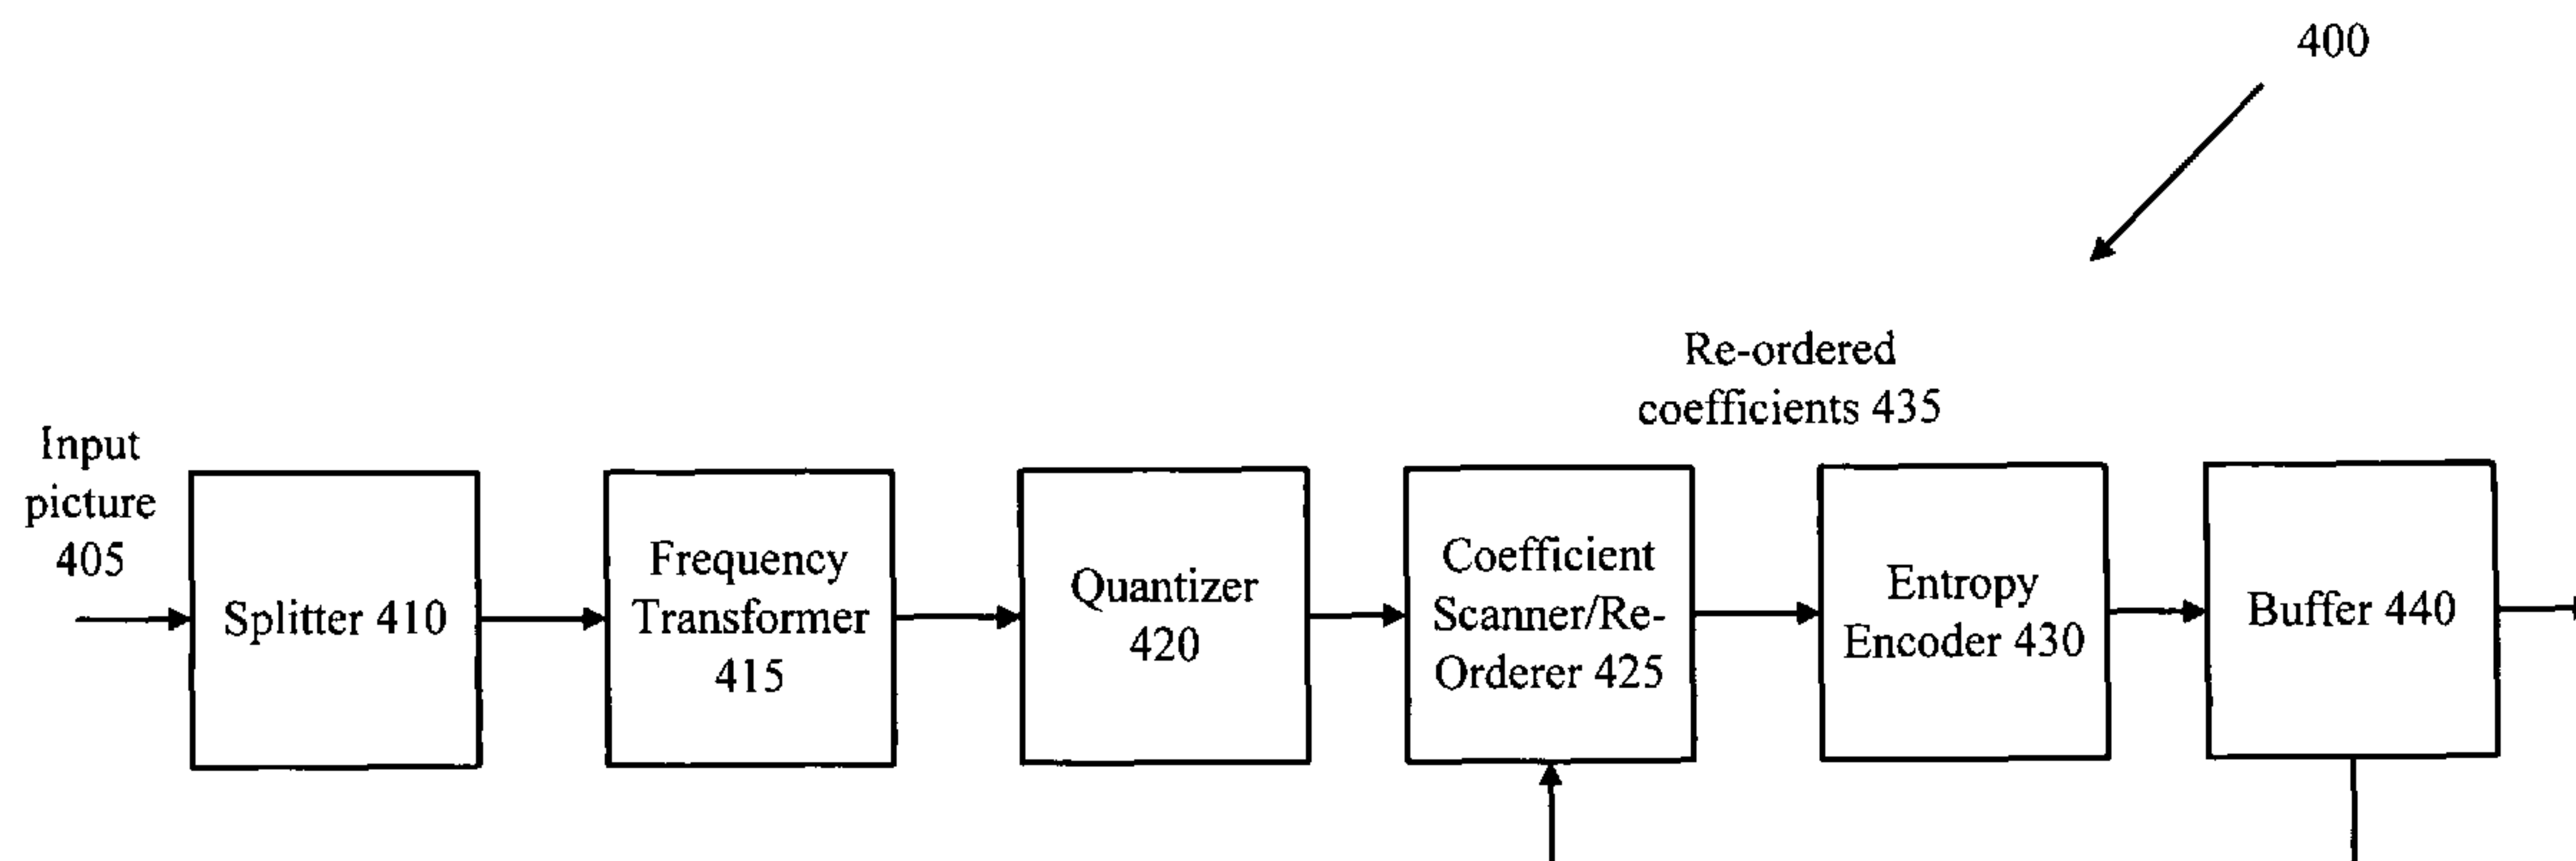 400
Re-ordered
coefficients 435
Input
picture
405
Splitter 410
Frequency
Transformer
415
Quantizer
420
Coefficient
Scanner/Re-
Orderer 425
Entropy
Encoder 430
Buffer 440